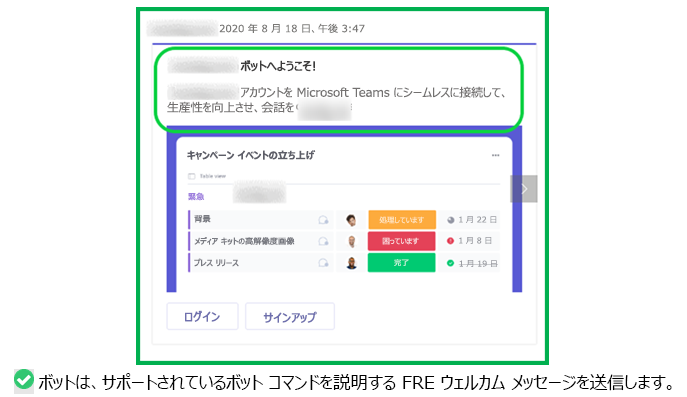 2020 年 8 月 18 日、午後 3:47
ボットへようこそ!
アカウントを Microsoft Teams にシームレスに接続して、
生産性を向上させ、会話を
キャンペーン イベントの立ち上げ
Table view
緊急
背景 処理しています 1 月 22 日
メディア キットの高解像度画像 困っています 1 月 8 日
プレス リリース 完了 1 月 19 日
ログイン サインアップ
ボットは、サポートされているボット コマンドを説明する FRE ウェルカム メッセージを送信します。